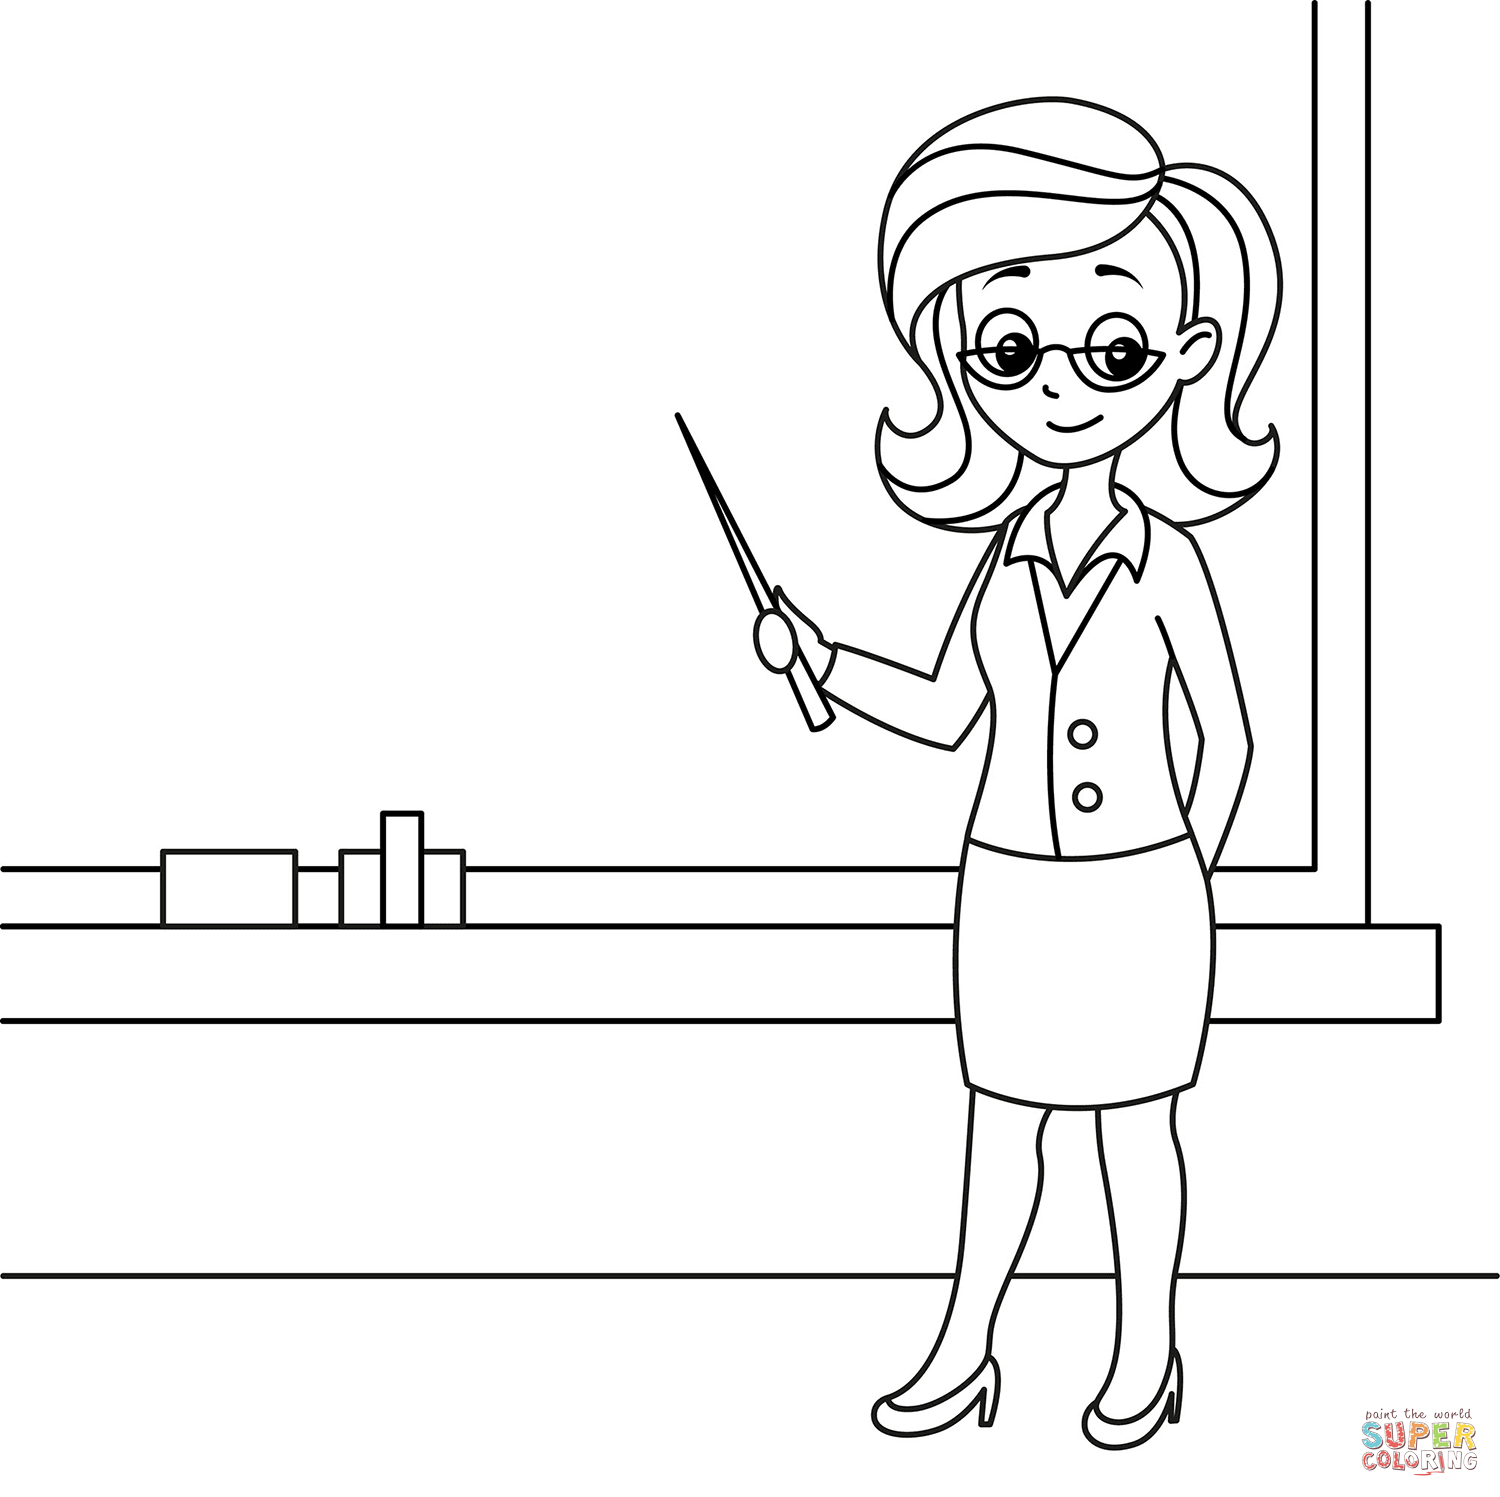 paint the world
SUPER
COLORING